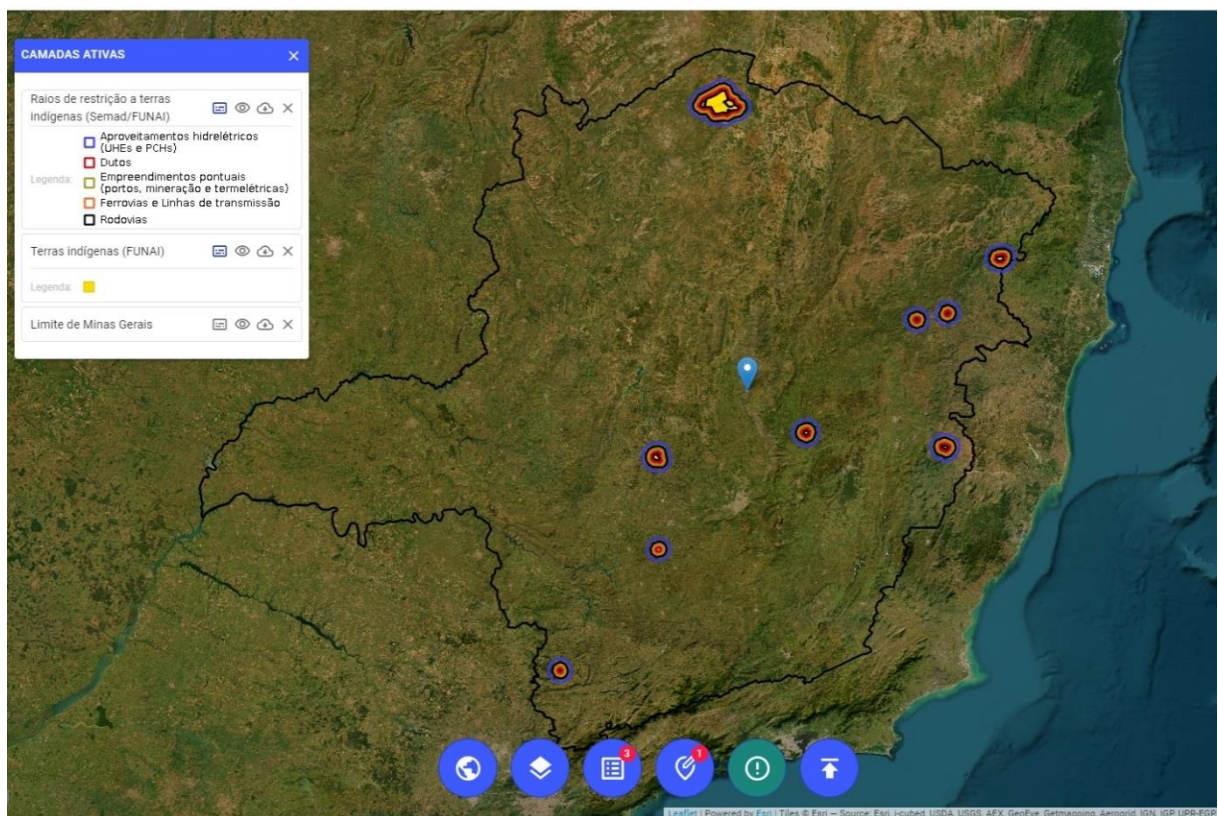 CAMADAS ATIVAS
Raios de restrição a terras
indígenas (Semad/FUNAI)
Legenda:
Aproveitamentos hidrelétricos
(UHEs e PCHs)
Dutos
Empreendimentos pontuais
(portos, mineração e termelétricas)
Ferrovias e Linhas de transmissão
Rodovias
Terras indígenas (FUNAI)
Legenda:
Limite de Minas Gerais
3
1
Leaflet | Powered by Esri | Tiles © Esri — Source: Esri, i-cubed, USDA, USGS, AEX, GeoEye, Getmapping, Aerogrid, IGN, IGP, UPR-EGP